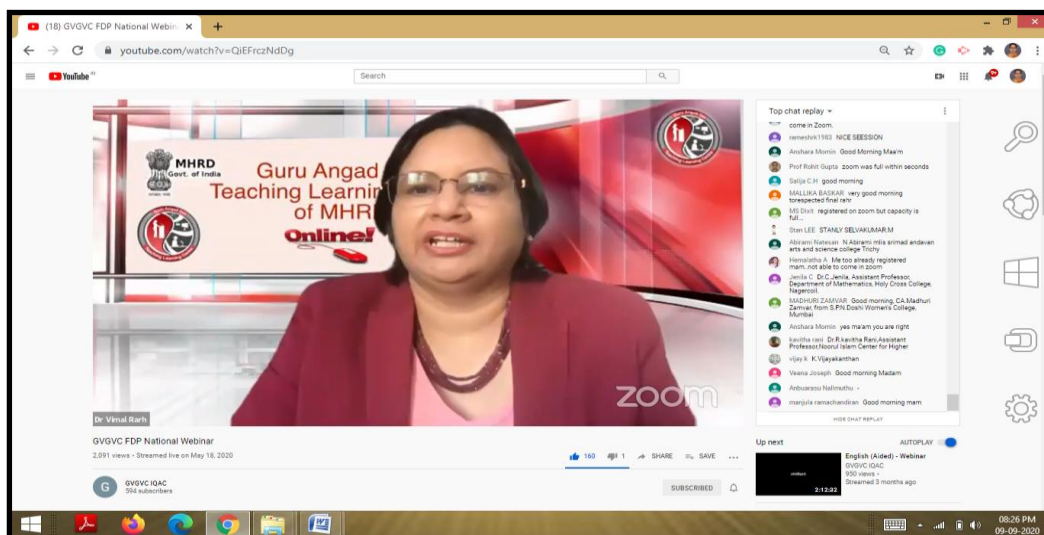 (18) GVGVC FDP National Webin
youtube.com/watch?v=QiEFrczNdDg
YouTube
Search
MHRD
Govt. of India
Guru Angad
Teaching Learnin
of MHR
Online!
zoom
Dr Vimal Rarh
GVGVC FDP National Webinar
2,091 views • Streamed live on May 18, 2020
160
1
SHARE
SAVE
G
GVGVC IQAC
594 subscribers
SUBSCRIBED
Top chat replay
come in Zoom.
rameshrk1983 NICE SEESSION
Anshara Momin Good Morning Maa'm
Prof Rohit Gupta zoom was full within seconds
Salija C.H good morning
MALLIKA BASKAR very good morning
torespected final rahr
MS Dixit registered on zoom but capacity is
full...
Stan LEE STANLY SELVAKUMAR.M
Abirami Natesan N.Abirami mlis srimad andavan
arts and science college Trichy
Hemalatha A Me too already registered
mam..not able to come in zoom
Jenila C Dr.C.Jenila, Assistant Professor,
Department of Mathematics, Holy Cross College,
Nagercoil.
MADHURI ZAMVAR Good morning, CA.Madhuri
Zamvar, from S.P.N.Doshi Women's College,
Mumbai
Anshara Momin yes ma'am you are right
kavitha rani Dr.R.kavitha Rani,Assistant
Professor,Noorul Islam Center for Higher
vijay k K.Vijayakanthan
Veena Joseph Good morning Madam
Anbuarasu Nallmuthu -
manjula ramachandiran Good morning mam
HIDE CHAT REPLAY
Up next
AUTOPLAY
English (Aided) - Webinar
GVGVC IQAC
950 views •
Streamed 3 months ago
2:12:32
08:26 PM
09-09-2020